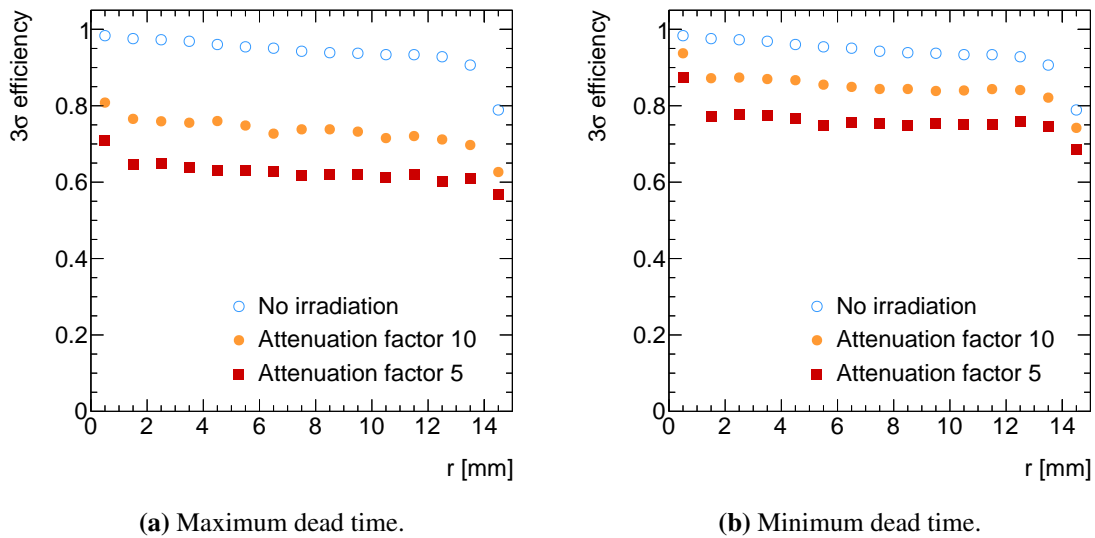 3σ efficiency
1
0.8
0.6
0.4
0.2
0
No irradiation
Attenuation factor 10
Attenuation factor 5
0 2 4 6 8 10 12 14
r [mm]
(a) Maximum dead time.
3σ efficiency
1
0.8
0.6
0.4
0.2
0
No irradiation
Attenuation factor 10
Attenuation factor 5
0 2 4 6 8 10 12 14
r [mm]
(b) Minimum dead time.